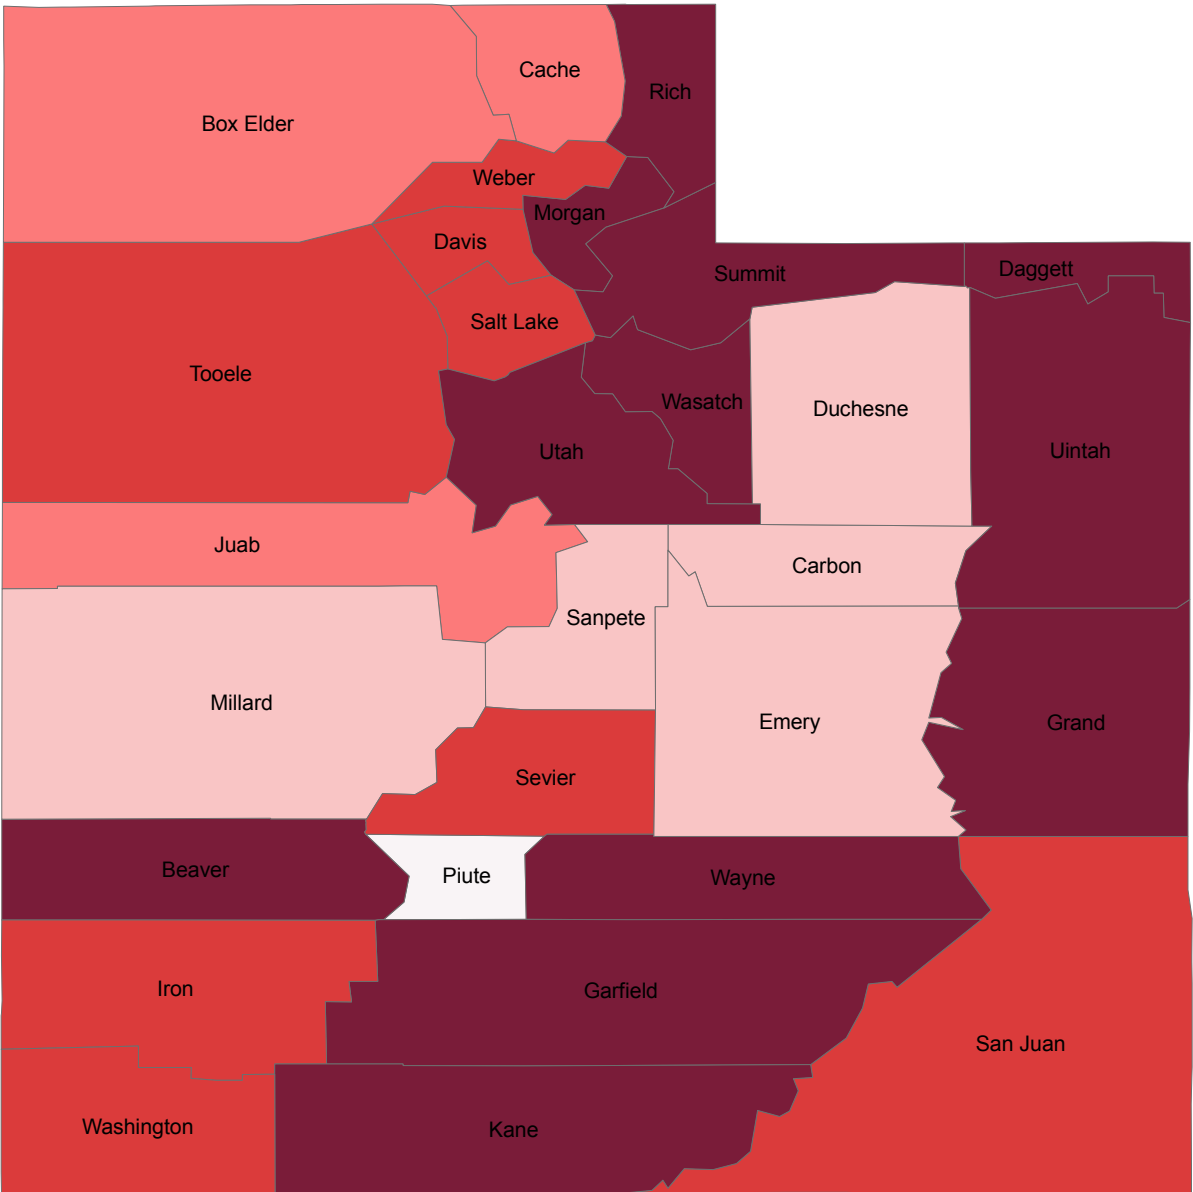 Cache
Rich
Box Elder
Weber
Morgan
Davis
Summit
Daggett
Salt Lake
Tooele
Wasatch
Duchesne
Utah
Uintah
Juab
Carbon
Sanpete
Millard
Emery
Grand
Sevier
Beaver
Piute
Wayne
Iron
Garfield
San Juan
Washington
Kane